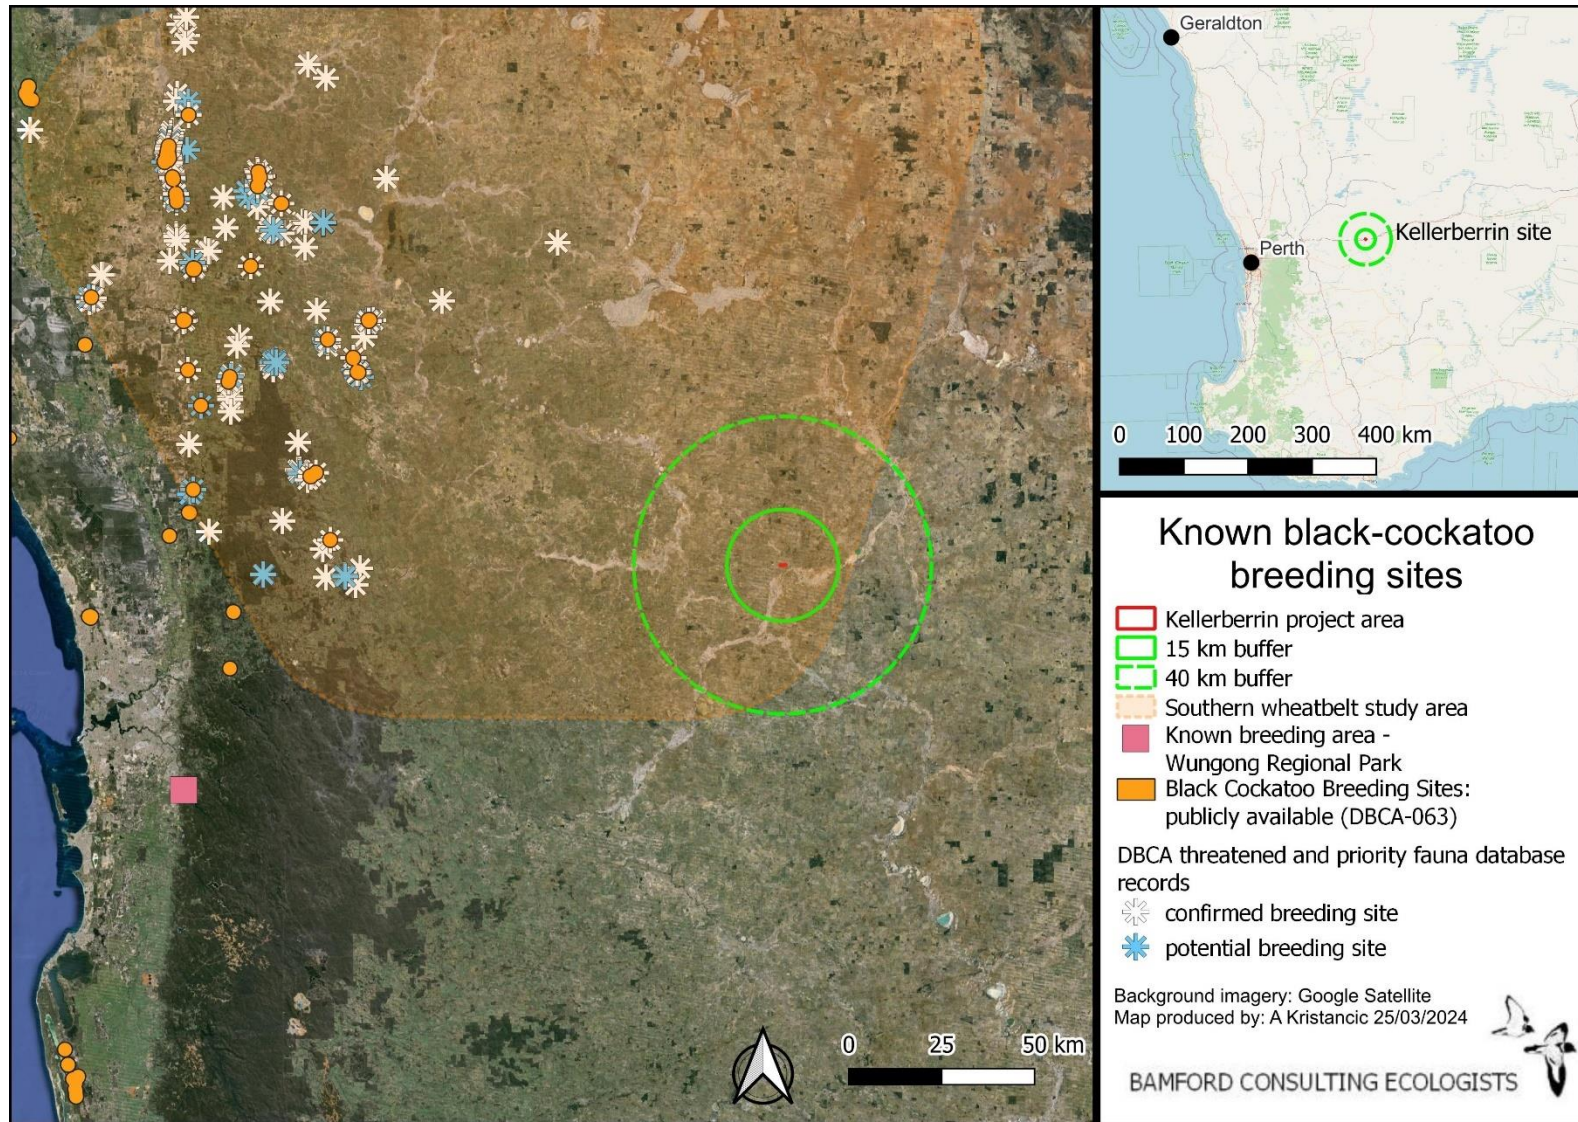 Geraldton
Perth
Kellerberrin site
0 100 200 300 400 km
Known black-cockatoo
breeding sites
Kellerberrin project area
15 km buffer
40 km buffer
Southern wheatbelt study area
Known breeding area -
Wungong Regional Park
Black Cockatoo Breeding Sites:
publicly available (DBCA-063)
DBCA threatened and priority fauna database
records
confirmed breeding site
potential breeding site
Background imagery: Google Satellite
Map produced by: A Kristancic 25/03/2024
BAMFORD CONSULTING ECOLOGISTS
0 25 50 km